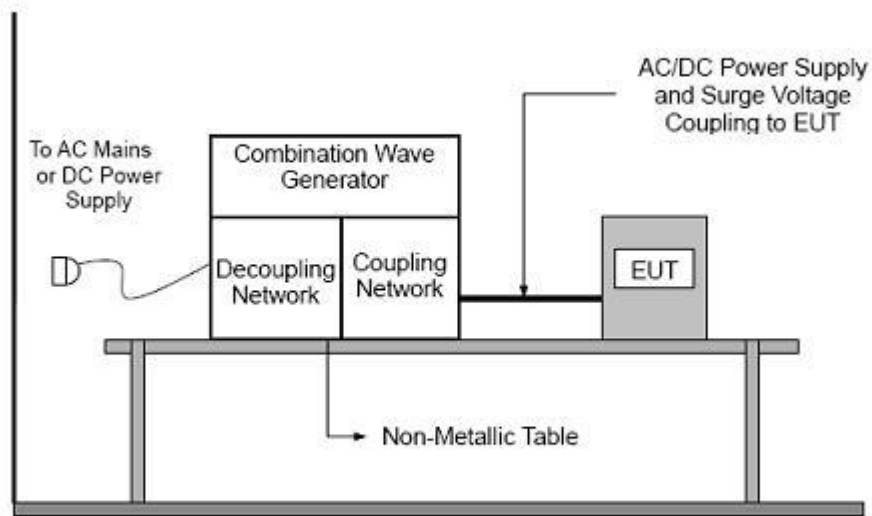 AC/DC Power Supply
and Surge Voltage
Coupling to EUT
To AC Mains
or DC Power
Supply
Combination Wave
Generator
Decoupling
Network
Coupling
Network
EUT
Non-Metallic Table